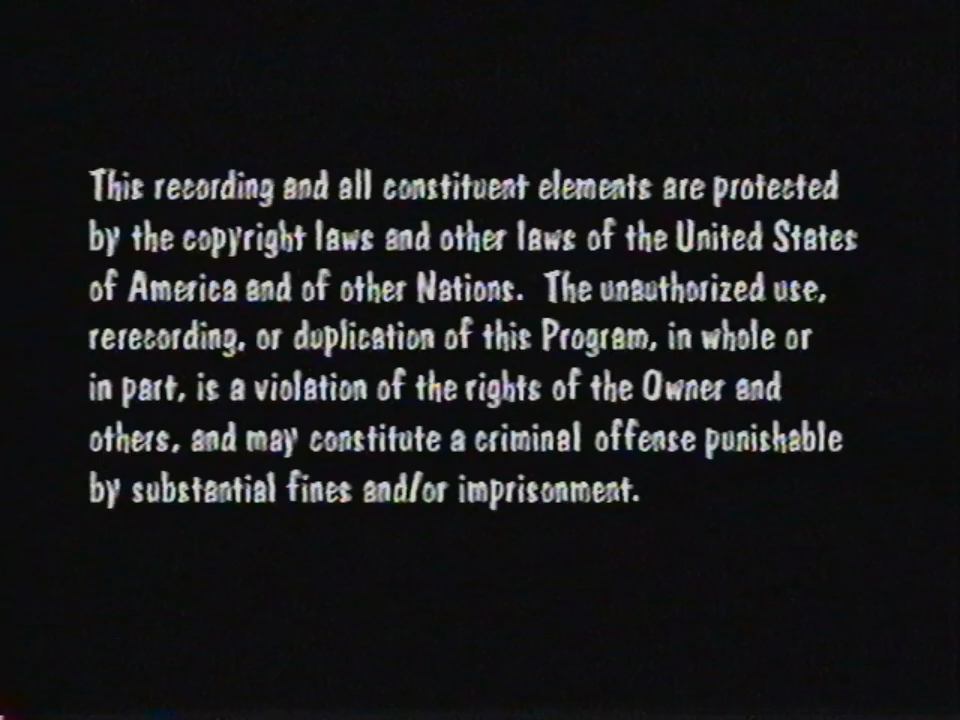 This recording and all constituent elements are protected
by the copyright laws and other laws of the United States
of America and of other Nations. The unauthorized use,
rerecording, or duplication of this Program, in whole or
in part, is a violation of the rights of the Owner and
others, and may constitute a criminal offense punishable
by substantial fines and/or imprisonment.